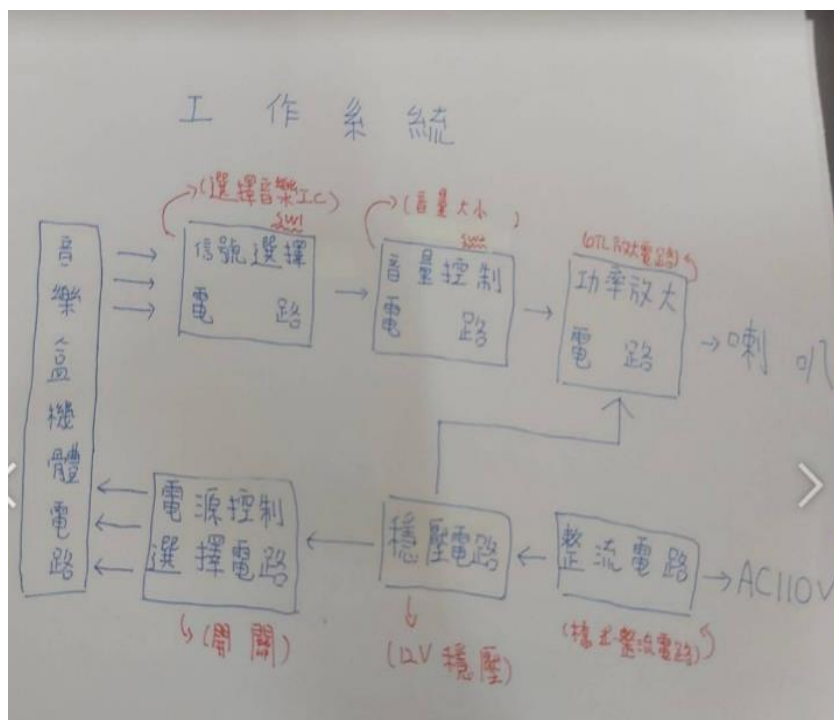 工作系統
(選擇音樂IC)
SW1
(音量大小)
(OTL放大電路)
音樂盒機體電路
信號選擇
電路
音量控制
電路
功率放大
電路
喇叭
電源控制
選擇電路
穩壓電路
整流電路
AC110V
(開關)
(12V穩壓)
(橋式整流電路)